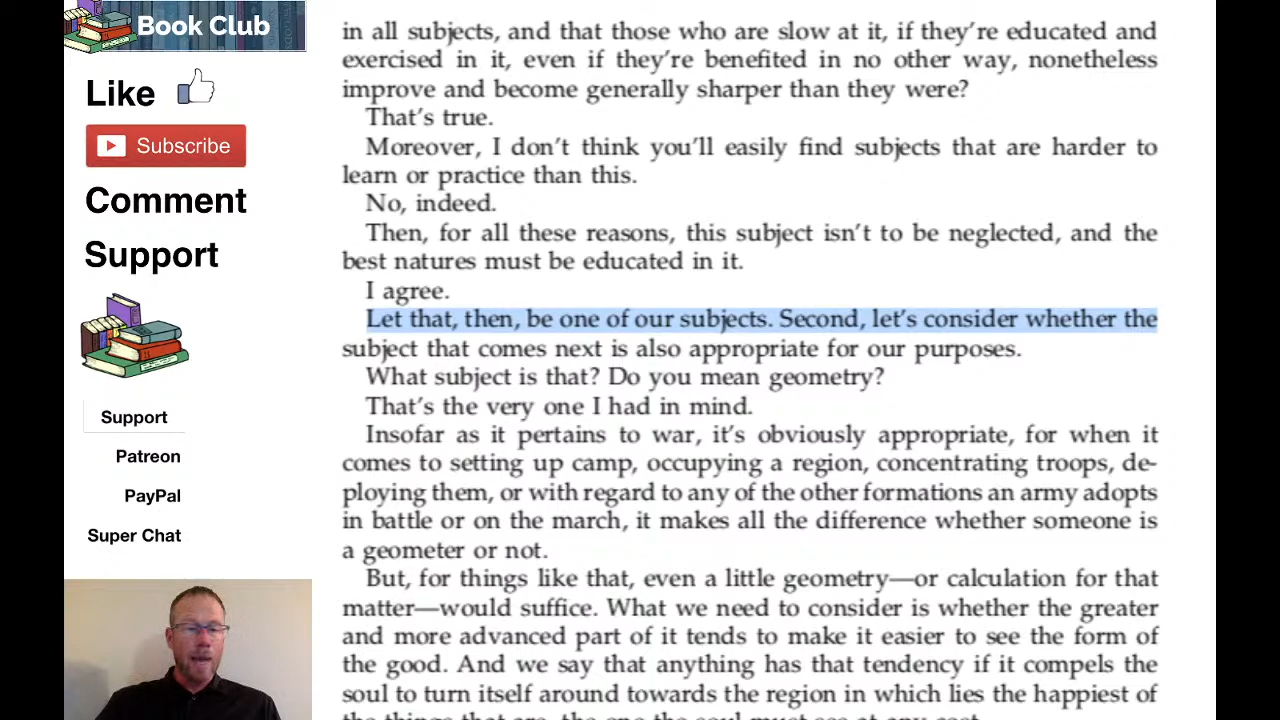 Book Club
Like
Subscribe
Comment
Support
Support
Patreon
PayPal
Super Chat
in all subjects, and that those who are slow at it, if they're educated and
exercised in it, even if they're benefited in no other way, nonetheless
improve and become generally sharper than they were?
That's true.
Moreover, I don't think you'll easily find subjects that are harder to
learn or practice than this.
No, indeed.
Then, for all these reasons, this subject isn't to be neglected, and the
best natures must be educated in it.
I agree.
Let that, then, be one of our subjects. Second, let's consider whether the
subject that comes next is also appropriate for our purposes.
What subject is that? Do you mean geometry?
That's the very one I had in mind.
Insofar as it pertains to war, it's obviously appropriate, for when it
comes to setting up camp, occupying a region, concentrating troops, de-
ploying them, or with regard to any of the other formations an army adopts
in battle or on the march, it makes all the difference whether someone is
a geometer or not.
But, for things like that, even a little geometry—or calculation for that
matter—would suffice. What we need to consider is whether the greater
and more advanced part of it tends to make it easier to see the form of
the good. And we say that anything has that tendency if it compels the
soul to turn itself around towards the region in which lies the happiest of
the things that are, the one the soul must see at any cost.